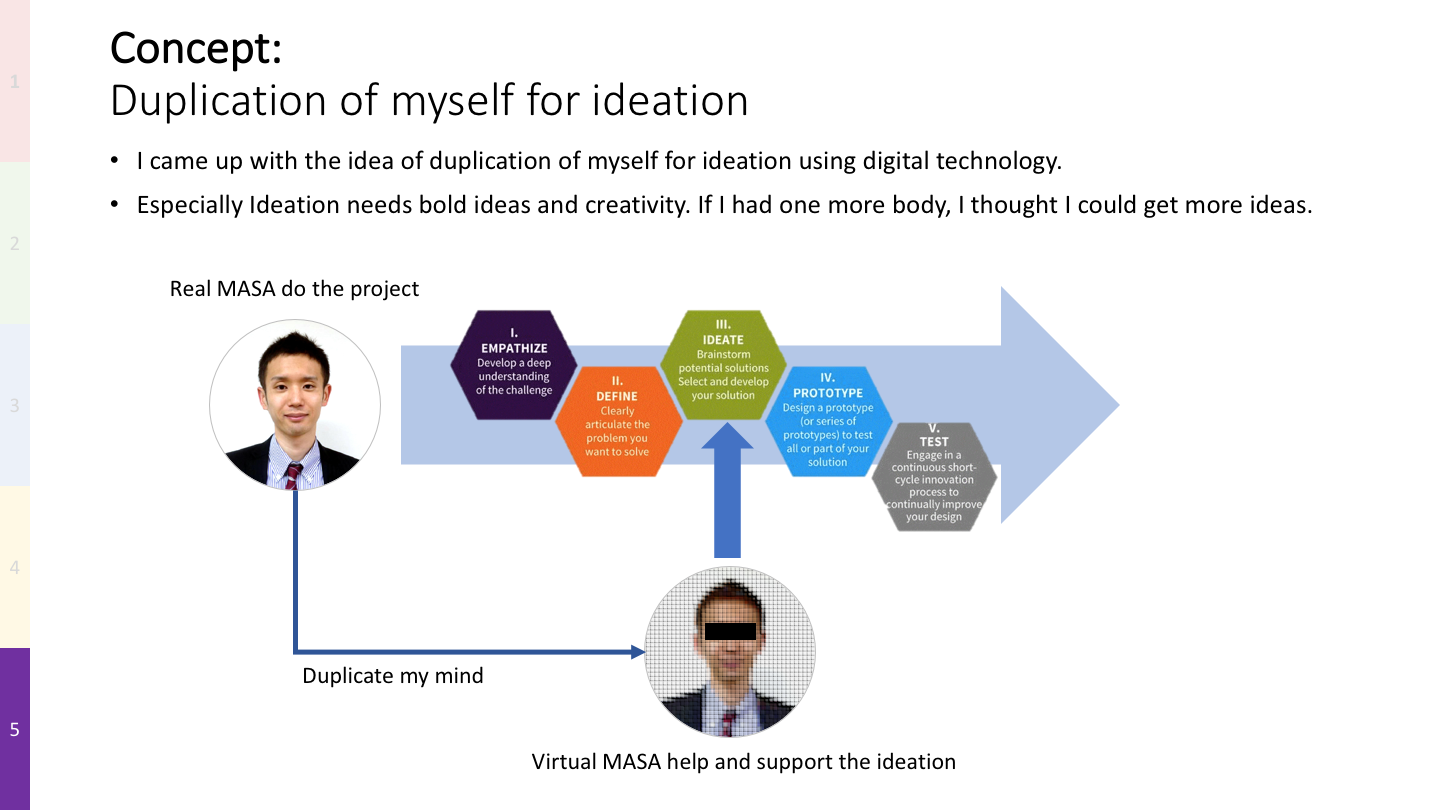 Concept:
Duplication of myself for ideation
• I came up with the idea of duplication of myself for ideation using digital technology.
• Especially Ideation needs bold ideas and creativity. If I had one more body, I thought I could get more ideas.
Real MASA do the project
I.
EMPATHIZE
Develop a deep
understanding
of the challenge
II.
DEFINE
Clearly
articulate the
problem you
want to solve
III.
IDEATE
Brainstorm
potential solutions
Select and develop
your solution
IV.
PROTOTYPE
Design a prototype
(or series of
prototypes) to test
all or part of your
solution
V.
TEST
Engage in a
continuous short-
cycle innovation
process to
continually improve
your design
Duplicate my mind
Virtual MASA help and support the ideation
1
2
3
4
5